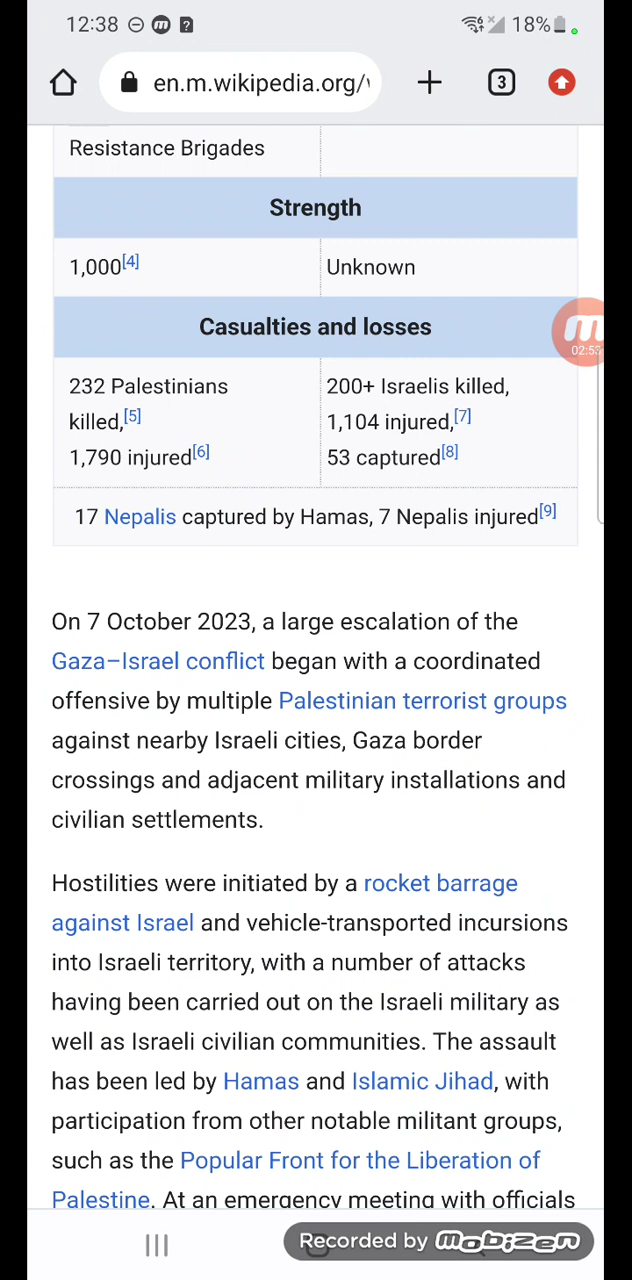 12:38 18%
en.m.wikipedia.org/ 3
Resistance Brigades
Strength
1,000[4] Unknown
Casualties and losses
02:53
232 Palestinians 200+ Israelis killed,
killed,[5] 1,104 injured,[7]
1,790 injured[6] 53 captured[8]
17 Nepalis captured by Hamas, 7 Nepalis injured[9]
On 7 October 2023, a large escalation of the
Gaza–Israel conflict began with a coordinated
offensive by multiple Palestinian terrorist groups
against nearby Israeli cities, Gaza border
crossings and adjacent military installations and
civilian settlements.
Hostilities were initiated by a rocket barrage
against Israel and vehicle-transported incursions
into Israeli territory, with a number of attacks
having been carried out on the Israeli military as
well as Israeli civilian communities. The assault
has been led by Hamas and Islamic Jihad, with
participation from other notable militant groups,
such as the Popular Front for the Liberation of
Palestine. At an emergency meeting with officials
Recorded by mobizen